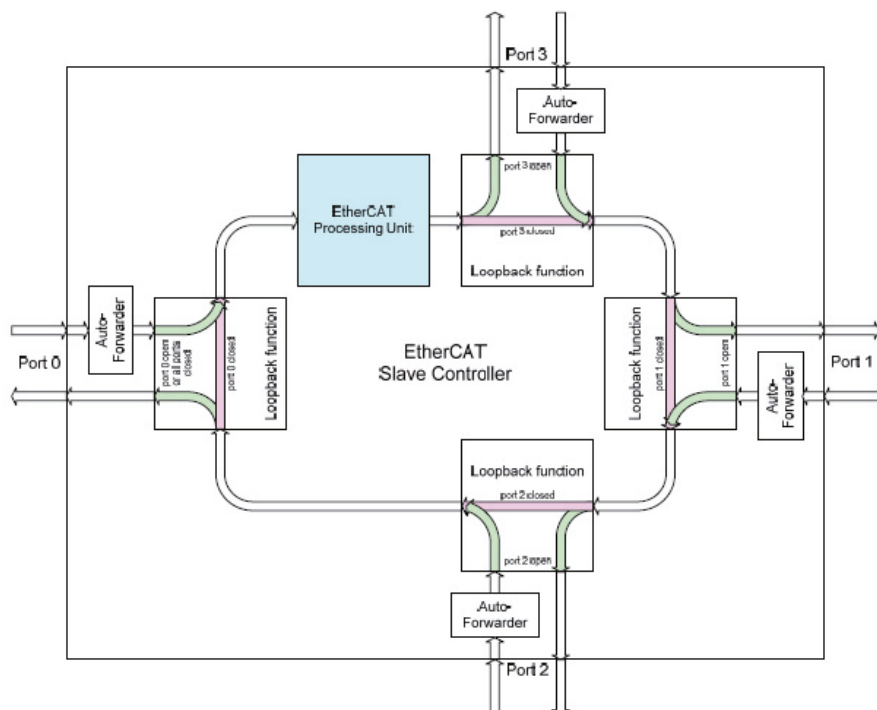 Port 3
Auto-
Forwarder
port 3 open
EtherCAT
Processing Unit
port 3 closed
Loopback function
Auto-
Forwarder
Port 0
port 0 open
or all ports
closed
port 0 closed
Loopback function
EtherCAT
Slave Controller
Loopback function
port 1 closed
port 1 open
Port 1
Auto-
Forwarder
Loopback function
port 2 closed
port 2 open
Auto-
Forwarder
Port 2